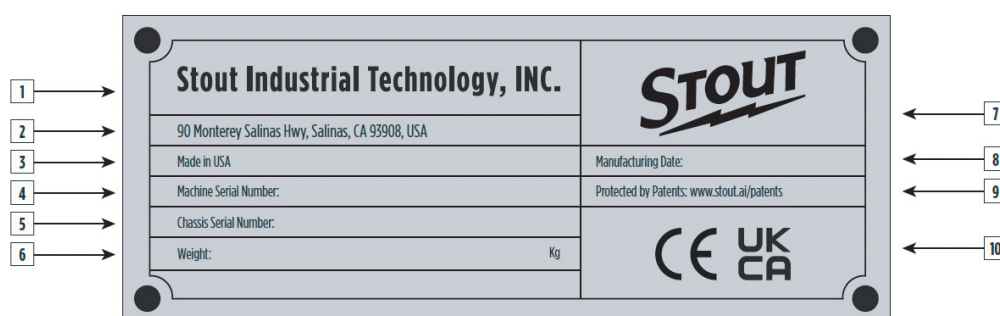 Stout Industrial Technology, INC.
STOUT
90 Monterey Salinas Hwy, Salinas, CA 93908, USA
Made in USA
Manufacturing Date:
Machine Serial Number:
Protected by Patents: www.stout.ai/patents
Chassis Serial Number:
Weight: Kg
CE UK
CA
1
2
3
4
5
6
7
8
9
10